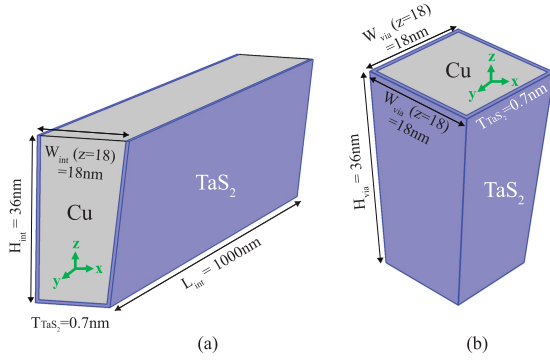 W_int (z=18)
=18nm
H_int = 36nm
Cu
TaS₂
z
y
x
L_int = 1000nm
T_TaS₂=0.7nm
(a)
W_via (z=18)
=18nm
Cu
z
y
x
W_via (z=18)
=18nm
T_TaS₂=0.7nm
H_via = 36nm
TaS₂
(b)